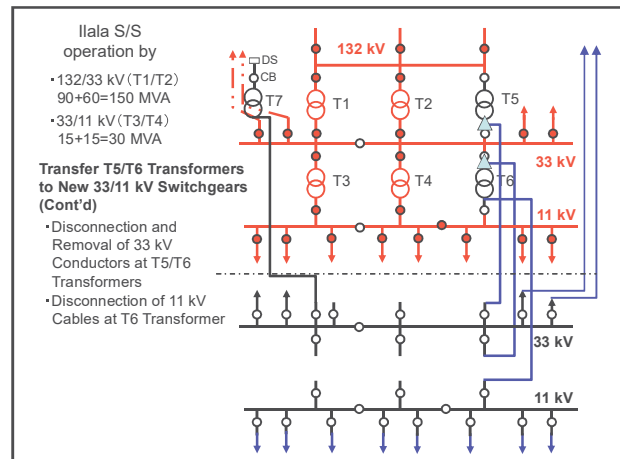 Ilala S/S
operation by
・132/33 kV(T1/T2)
90+60=150 MVA
・33/11 kV(T3/T4)
15+15=30 MVA
Transfer T5/T6 Transformers
to New 33/11 kV Switchgears
(Cont'd)
・Disconnection and
Removal of 33 kV
Conductors at T5/T6
Transformers
・Disconnection of 11 kV
Cables at T6 Transformer
DS
CB
T7
132 kV
T1
T2
T5
33 kV
T3
T4
T6
11 kV
33 kV
11 kV